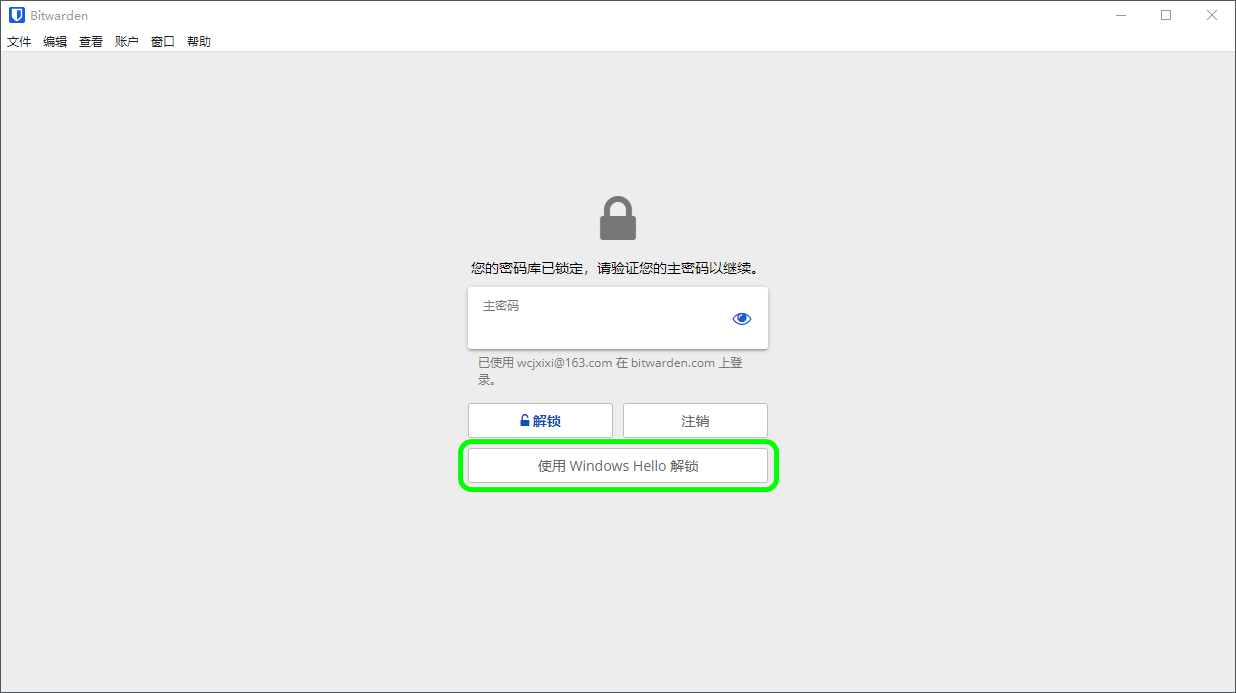 Bitwarden
文件 编辑 查看 账户 窗口 帮助
您的密码库已锁定，请验证您的主密码以继续。
主密码
已使用 wcjxixi@163.com 在 bitwarden.com 上登
录。
解锁 注销
使用 Windows Hello 解锁